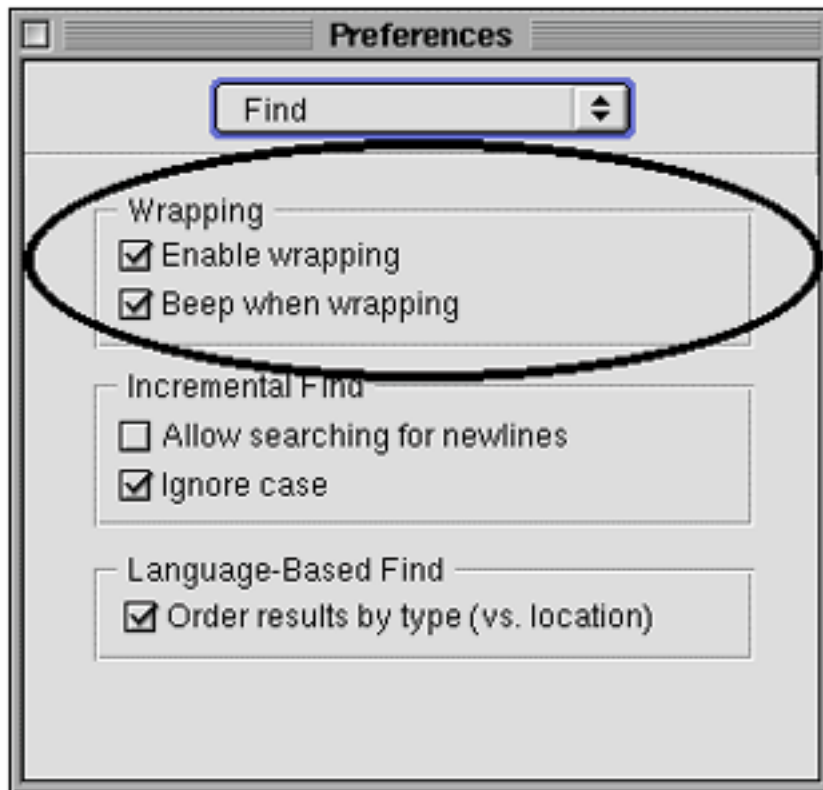 Preferences
Find
Wrapping
Enable wrapping
Beep when wrapping
Incremental Find
Allow searching for newlines
Ignore case
Language-Based Find
Order results by type (vs. location)